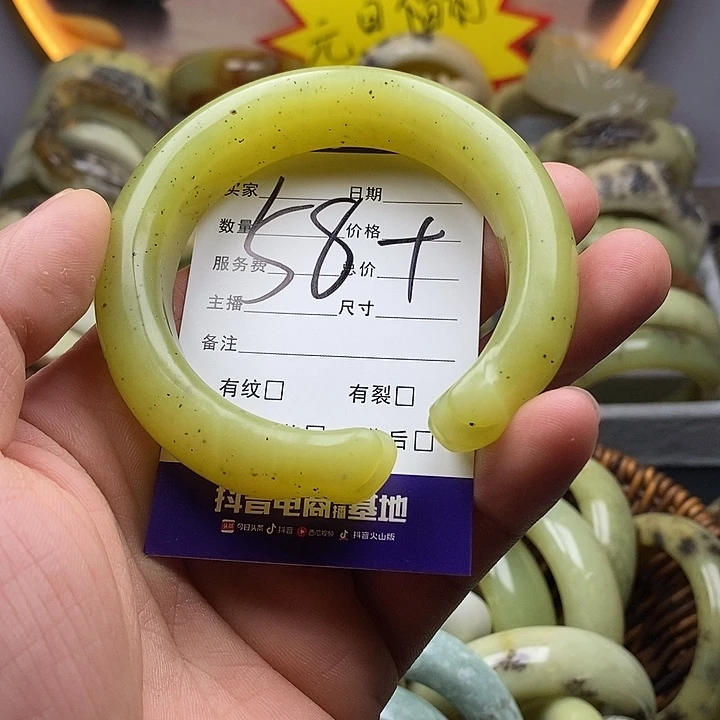 元旦
买家 日期
数量 价格
58+
服务费 总价
主播 尺寸
备注
有纹□ 有裂□
后□
抖音电商直播基地
今日头条 抖音 西瓜视频 抖音火山版